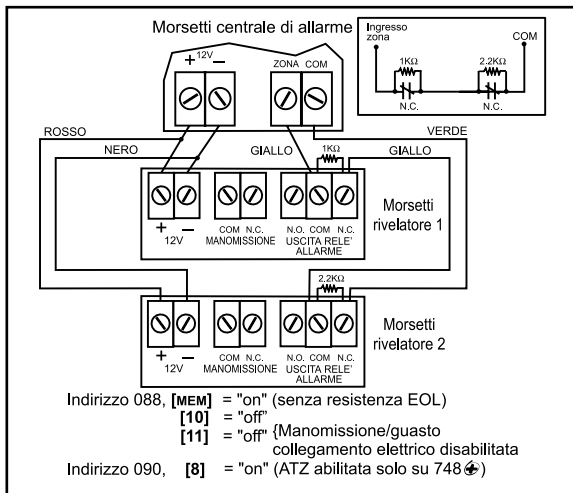 Morsetti centrale di allarme
Ingresso zona
COM
1KΩ
2.2KΩ
N.C.
N.C.
+ 12V –
ZONA COM
ROSSO
VERDE
NERO
GIALLO
1KΩ
GIALLO
Morsetti
rivelatore 1
+ –
12V
COM N.C.
MANOMISSIONE
N.O. COM N.C.
USCITA RELE'
ALLARME
2,2KΩ
Morsetti
rivelatore 2
+ –
12V
COM N.C.
MANOMISSIONE
N.O. COM N.C.
USCITA RELE'
ALLARME
Indirizzo 088, [MEM] = "on" (senza resistenza EOL)
[10] = "off"
[11] = "off" {Manomissione/guasto
collegamento elettrico disabilitata
Indirizzo 090, [8] = "on" (ATZ abilitata solo su 748)